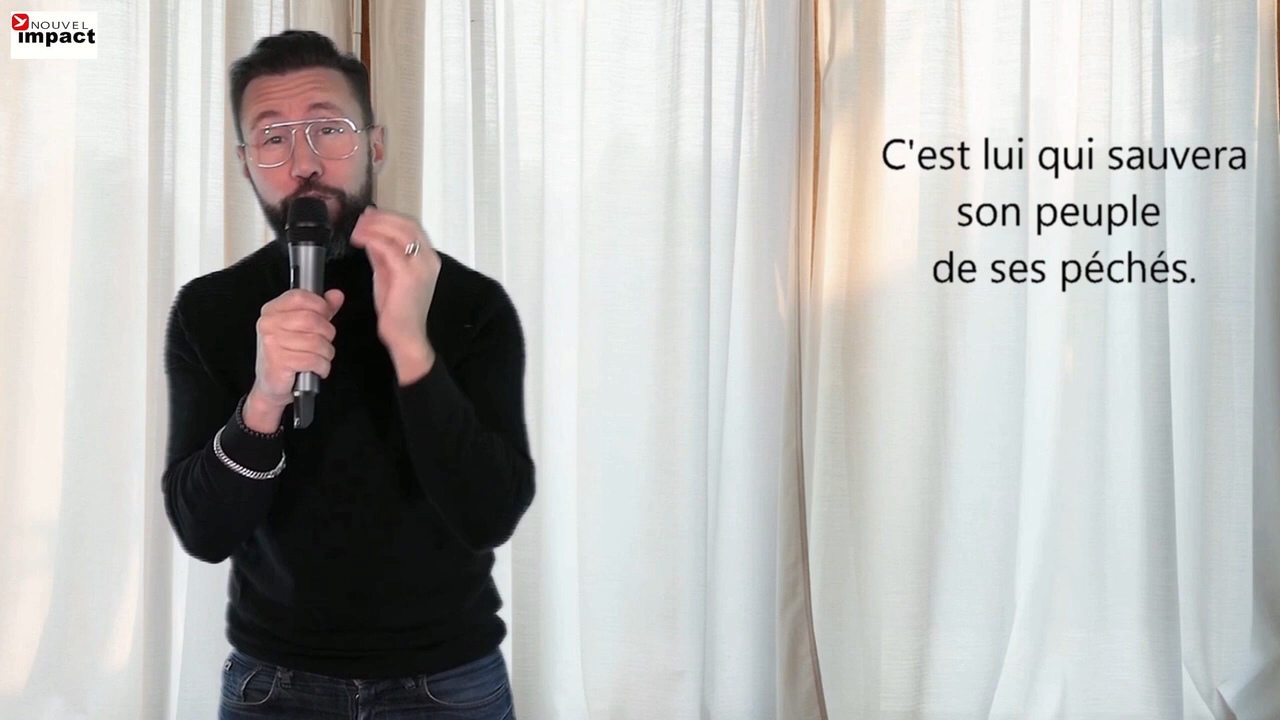 NOUVEL
impact
C'est lui qui sauvera
son peuple
de ses péchés.